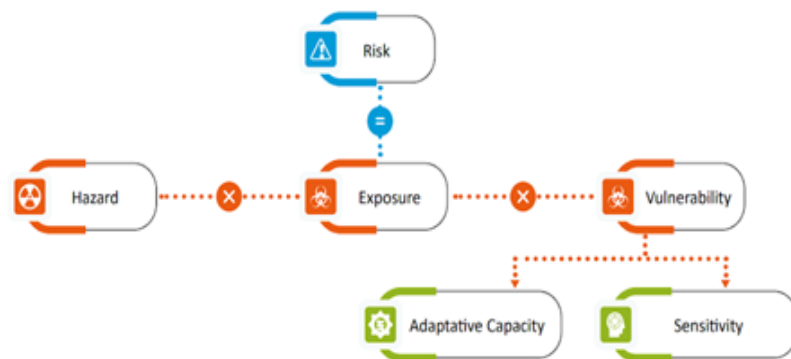 Risk
=
Hazard × Exposure × Vulnerability
Adaptative Capacity
Sensitivity